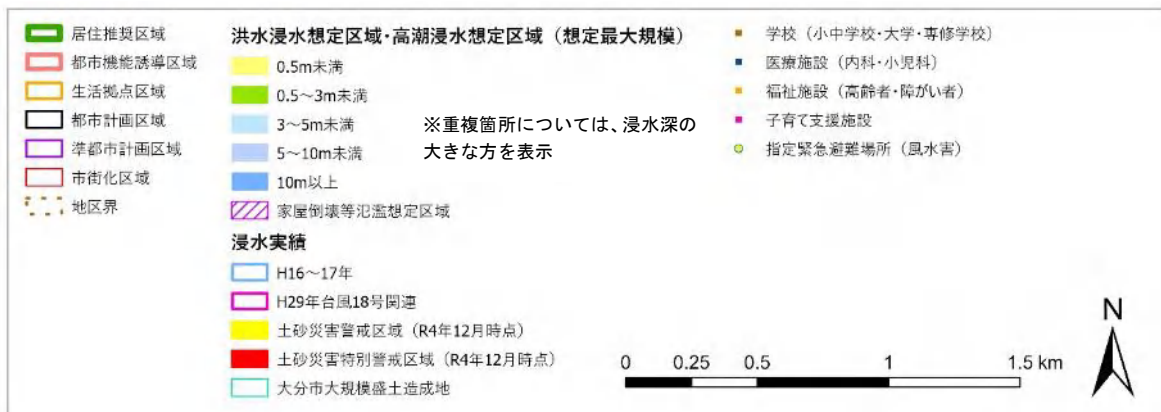 居住推奨区域
都市機能誘導区域
生活拠点区域
都市計画区域
準都市計画区域
市街化区域
地区界
洪水浸水想定区域・高潮浸水想定区域（想定最大規模）
0.5m未満
0.5～3m未満
3～5m未満
5～10m未満
10m以上
家屋倒壊等氾濫想定区域
※重複箇所については、浸水深の
大きな方を表示
浸水実績
H16～17年
H29年台風18号関連
土砂災害警戒区域（R4年12月時点）
土砂災害特別警戒区域（R4年12月時点）
大分市大規模盛土造成地
学校（小中学校・大学・専修学校）
医療施設（内科・小児科）
福祉施設（高齢者・障がい者）
子育て支援施設
指定緊急避難場所（風水害）
0 0.25 0.5 1 1.5 km
N